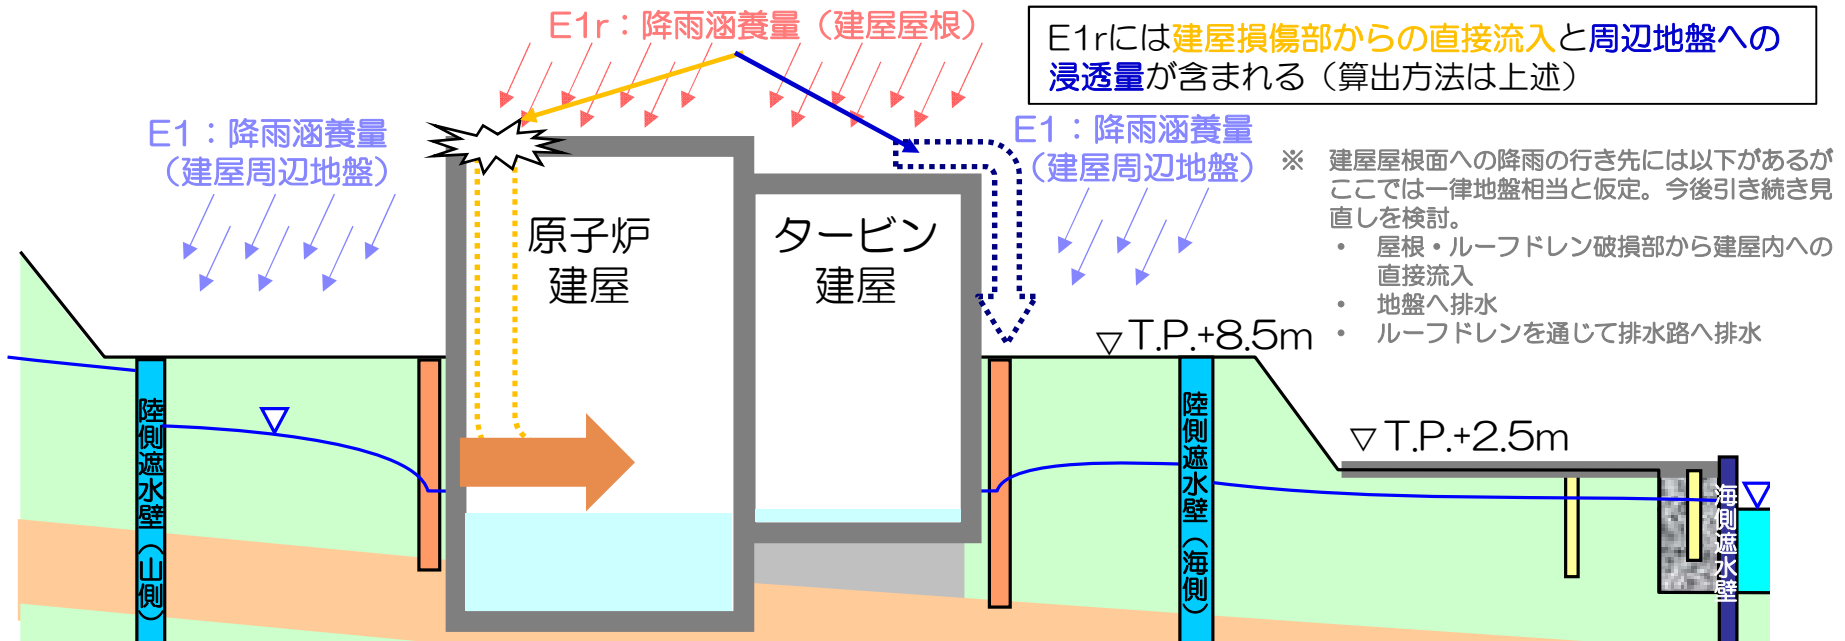 E1r：降雨涵養量（建屋屋根）
E1rには建屋損傷部からの直接流入と周辺地盤への
浸透量が含まれる（算出方法は上述）
E1：降雨涵養量
（建屋周辺地盤）
E1：降雨涵養量
（建屋周辺地盤）
※　建屋屋根面への降雨の行き先には以下があるが
ここでは一律地盤相当と仮定。今後引き続き見
直しを検討。
・　屋根・ルーフドレン破損部から建屋内への
直接流入
・　地盤へ排水
・　ルーフドレンを通じて排水路へ排水
原子炉
建屋
タービン
建屋
▽T.P.+8.5m
▽T.P.+2.5m
陸側遮水壁（山側）
陸側遮水壁（海側）
海側遮水壁